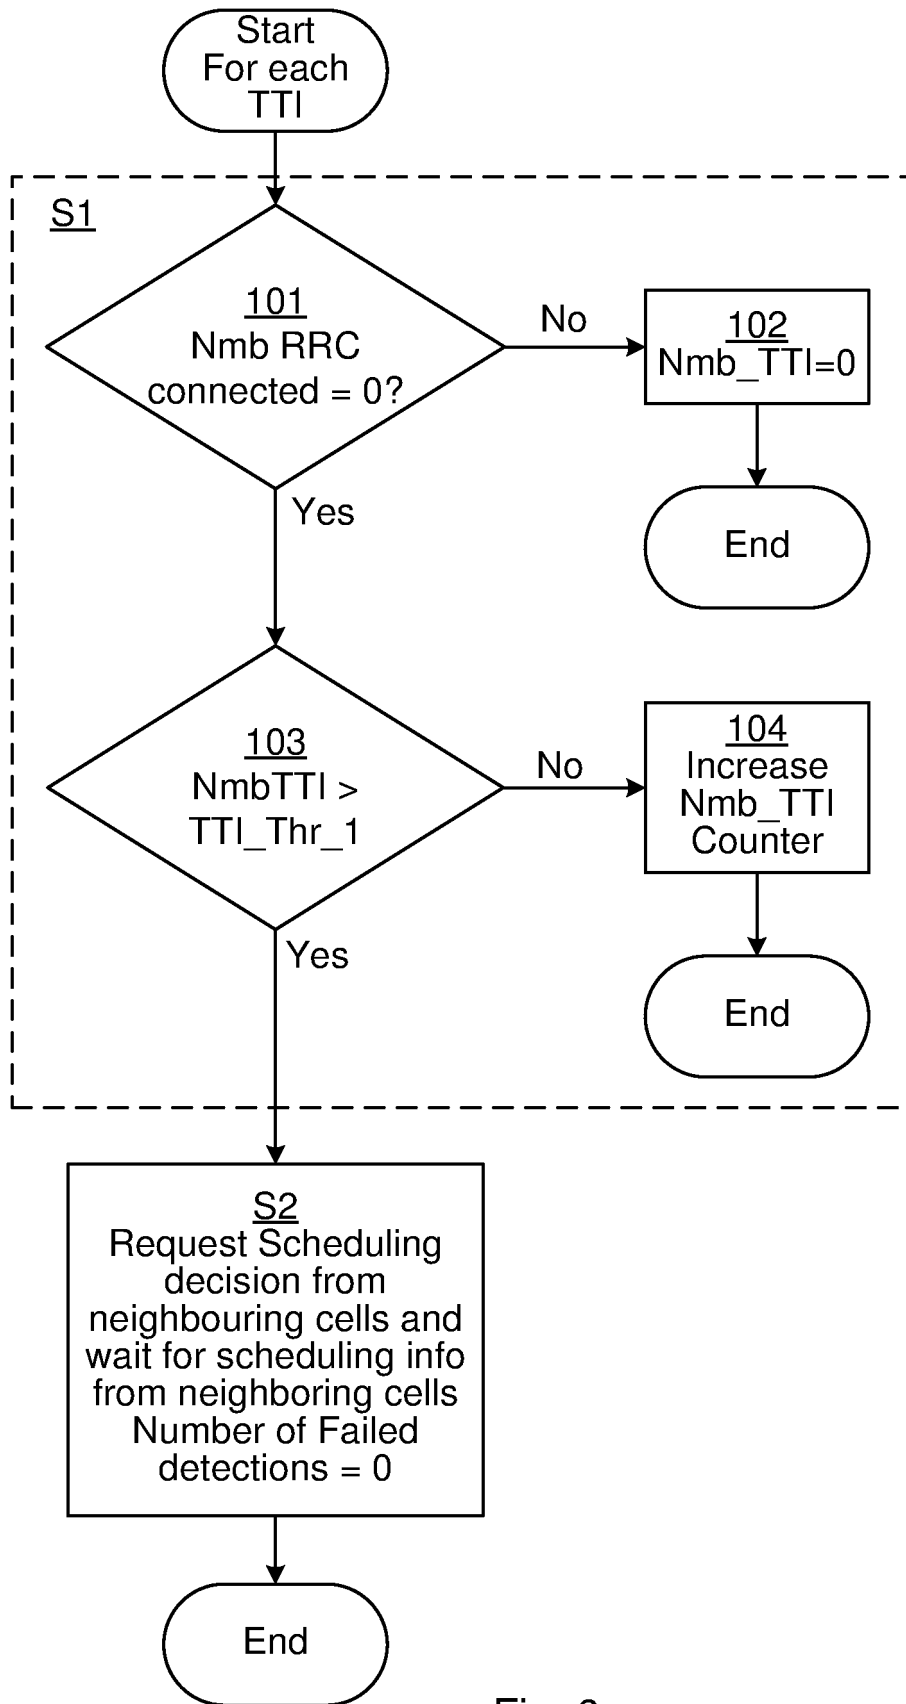 Start
For each
TTI
S1
101
Nmb RRC
connected = 0?
No
102
Nmb_TTI=0
Yes
End
103
NmbTTI >
TTI_Thr_1
No
104
Increase
Nmb_TTI
Counter
Yes
End
S2
Request Scheduling
decision from
neighbouring cells and
wait for scheduling info
from neighboring cells
Number of Failed
detections = 0
End